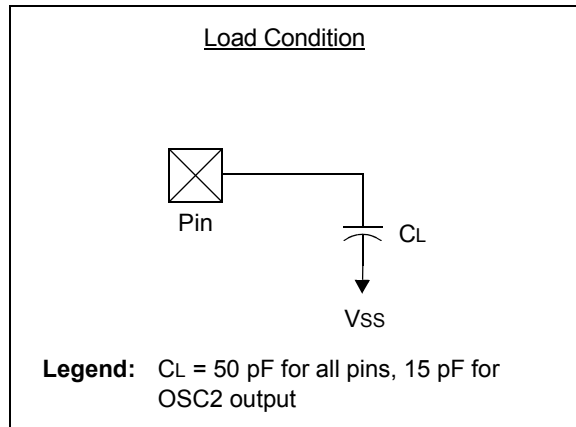 Load Condition
Pin
CL
VSS
Legend: CL = 50 pF for all pins, 15 pF for
OSC2 output